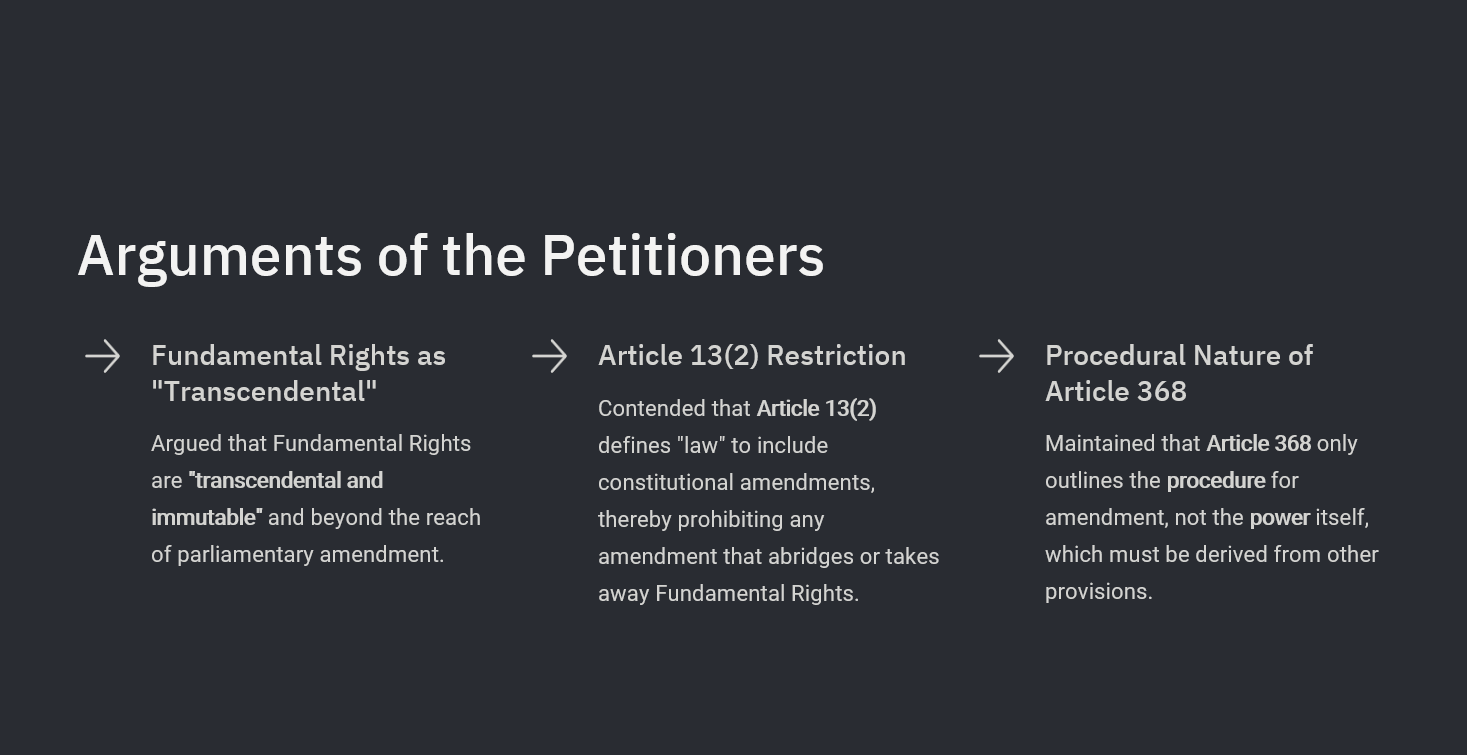 Arguments of the Petitioners
Fundamental Rights as
"Transcendental"
Argued that Fundamental Rights
are "transcendental and
immutable" and beyond the reach
of parliamentary amendment.
Article 13(2) Restriction
Contended that Article 13(2)
defines "law" to include
constitutional amendments,
thereby prohibiting any
amendment that abridges or takes
away Fundamental Rights.
Procedural Nature of
Article 368
Maintained that Article 368 only
outlines the procedure for
amendment, not the power itself,
which must be derived from other
provisions.